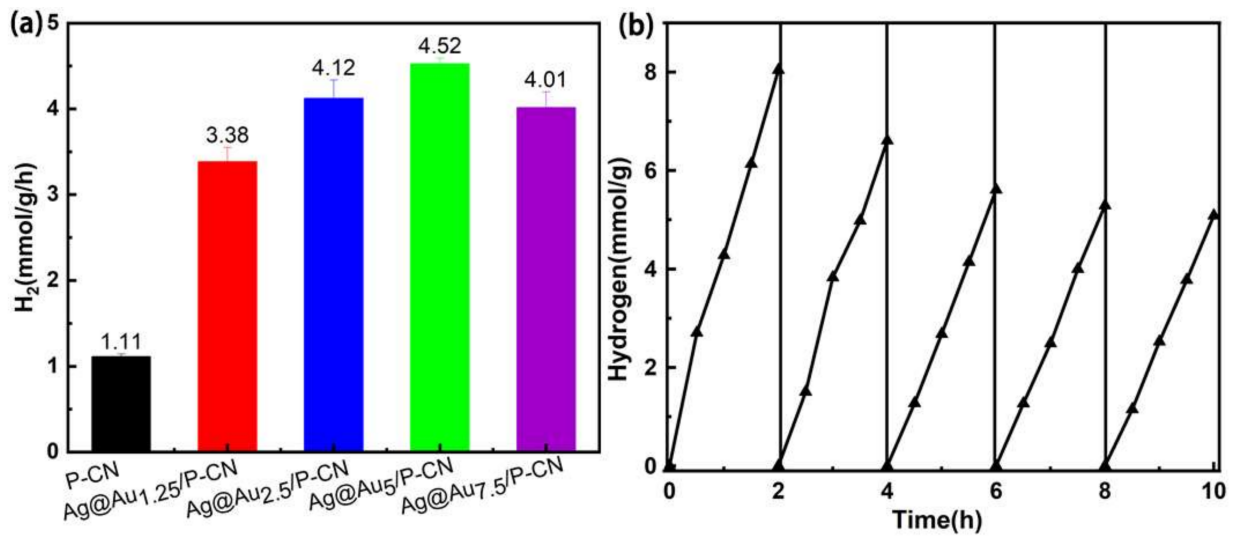 (a)
H₂(mmol/g/h)
5
4
3
2
1
0
1.11
3.38
4.12
4.52
4.01
P-CN
Ag@Au₁.₂₅/P-CN
Ag@Au₂.₅/P-CN
Ag@Au₅/P-CN
Ag@Au₇.₅/P-CN
(b)
Hydrogen(mmol/g)
8
6
4
2
0
0 2 4 6 8 10
Time(h)